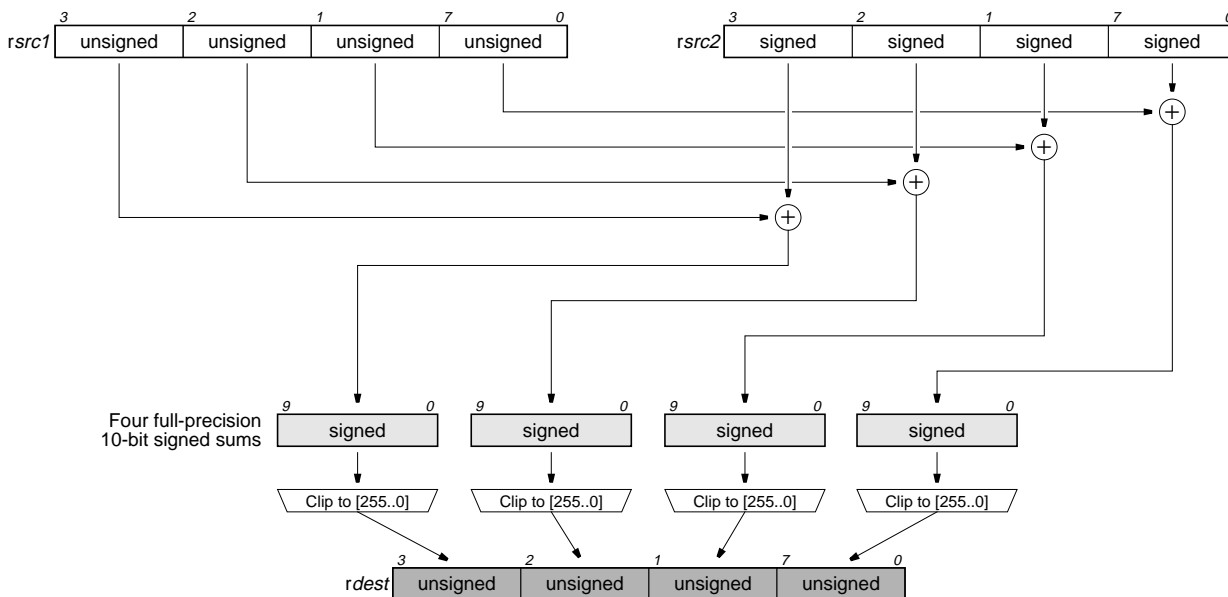 3 2 1 7 0 3 2 1 7 0
rsrc1 unsigned unsigned unsigned unsigned rsrc2 signed signed signed signed
+
+
+
+
9 0 9 0 9 0 9 0
Four full-precision
10-bit signed sums
signed signed signed signed
Clip to [255..0] Clip to [255..0] Clip to [255..0] Clip to [255..0]
3 2 1 7 0
rdest unsigned unsigned unsigned unsigned